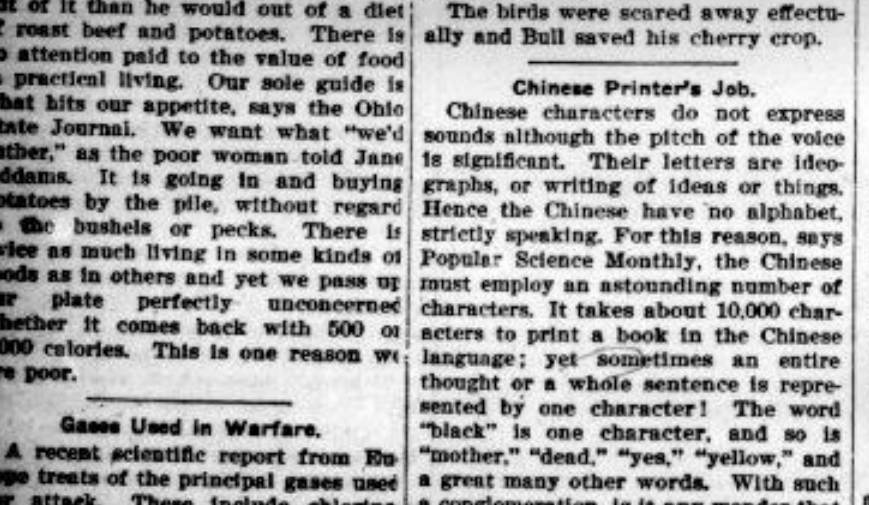 of it than he would out of a diet
roast beef and potatoes. There is
attention paid to the value of food
practical living. Our sole guide is
hat hits our appetite, says the Ohio
tate Journal. We want what "we'd
ather," as the poor woman told Jane
ddams. It is going in and buying
otatoes by the pile, without regard
the bushels or pecks. There is
as much living in some kinds of
ods as in others and yet we pass up
plate perfectly unconcerned
hether it comes back with 500 or
000 calories. This is one reason we
re poor.
Gases Used in Warfare.
A recent scientific report from Eu-
ope treats of the principal gases used
attack. These include
The birds were scared away effectu-
ally and Bull saved his cherry crop.
Chinese Printer's Job.
Chinese characters do not express
sounds although the pitch of the voice
is significant. Their letters are ideo-
graphs, or writing of ideas or things.
Hence the Chinese have no alphabet,
strictly speaking. For this reason, says
Popular Science Monthly, the Chinese
must employ an astounding number of
characters. It takes about 10,000 char-
acters to print a book in the Chinese
language; yet sometimes an entire
thought or a whole sentence is repre-
sented by one character! The word
"black" is one character, and so is
"mother," "dead," "yes," "yellow," and
a great many other words. With such
a conglomeration, is it any wonder that